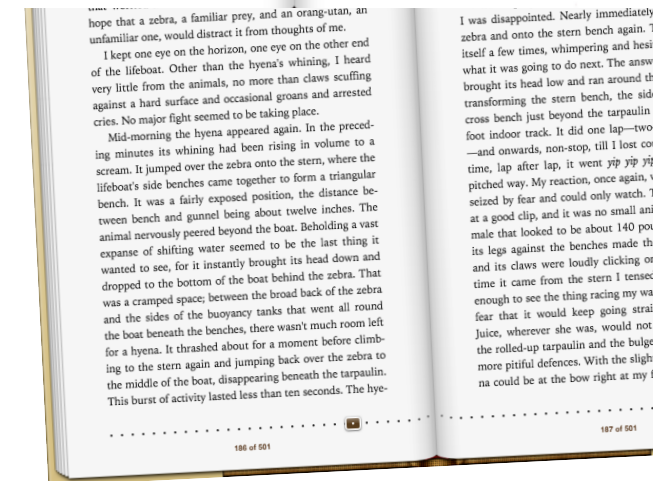 hope that a zebra, a familiar prey, and an orang-utan, an
unfamiliar one, would distract it from thoughts of me.
I kept one eye on the horizon, one eye on the other end
of the lifeboat. Other than the hyena's whining, I heard
very little from the animals, no more than claws scuffing
against a hard surface and occasional groans and arrested
cries. No major fight seemed to be taking place.
Mid-morning the hyena appeared again. In the preced-
ing minutes its whining had been rising in volume to a
scream. It jumped over the zebra onto the stern, where the
lifeboat's side benches came together to form a triangular
bench. It was a fairly exposed position, the distance be-
tween bench and gunnel being about twelve inches. The
animal nervously peered beyond the boat. Beholding a vast
expanse of shifting water seemed to be the last thing it
wanted to see, for it instantly brought its head down and
dropped to the bottom of the boat behind the zebra. That
was a cramped space; between the broad back of the zebra
and the sides of the buoyancy tanks that went all round
the boat beneath the benches, there wasn't much room left
for a hyena. It thrashed about for a moment before climb-
ing to the stern again and jumping back over the zebra to
the middle of the boat, disappearing beneath the tarpaulin.
This burst of activity lasted less than ten seconds. The hye-
186 of 501
I was disappointed. Nearly immediately
zebra and onto the stern bench again.
itself a few times, whimpering and
what it was going to do next. The
brought its head low and ran around
transforming the stern bench, the
cross bench just beyond the tarpaulin
foot indoor track. It did one lap—two
—and onwards, non-stop, till I lost
time, lap after lap, it went yip yip yip
pitched way. My reaction, once again,
seized by fear and could only watch.
at a good clip, and it was no small
male that looked to be about 140
its legs against the benches made
and its claws were loudly clicking
time it came from the stern I tensed
enough to see the thing racing my
fear that it would keep going
Juice, wherever she was, would not
the rolled-up tarpaulin and the bulge
more pitiful defences. With the
na could be at the bow right at my
187 of 501